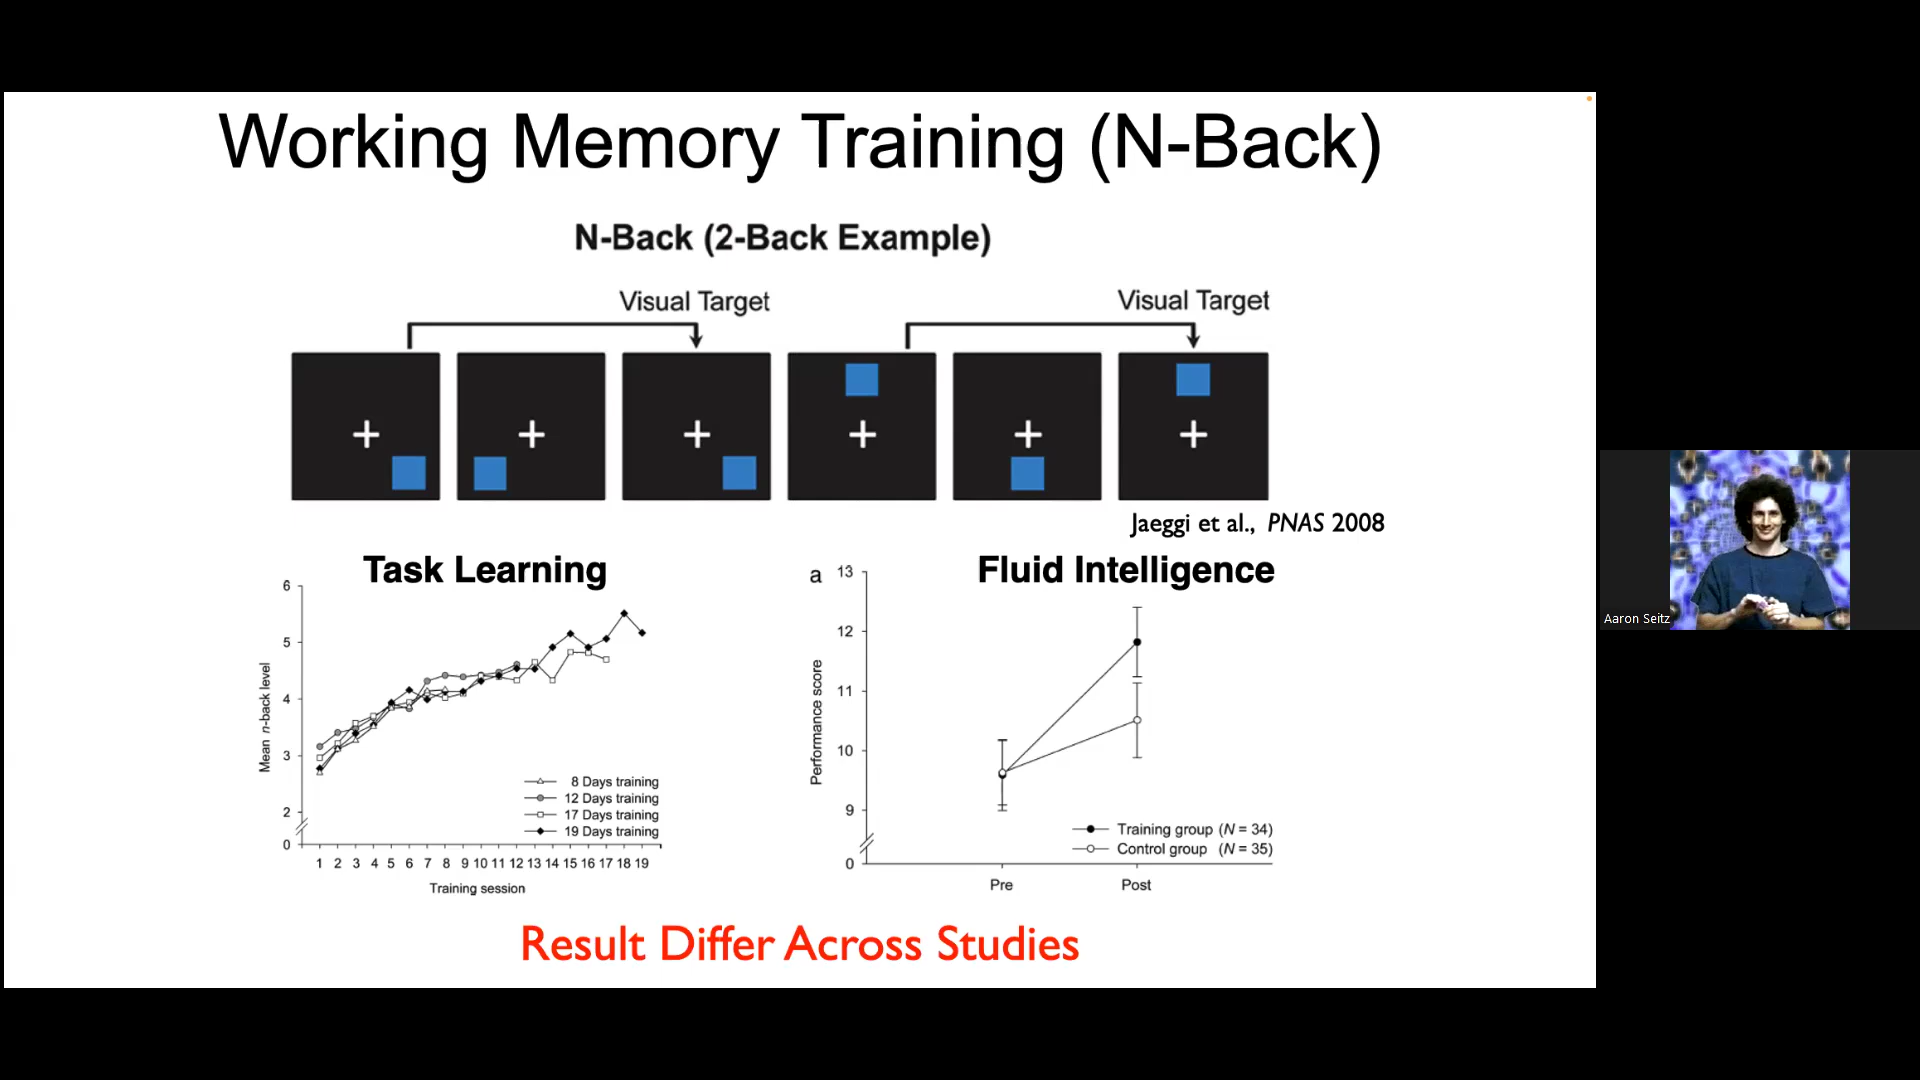 Working Memory Training (N-Back)
N-Back (2-Back Example)
Visual Target
Visual Target
Jaeggi et al., PNAS 2008
Task Learning
6
5
4
3
2
0
Mean n-back level
8 Days training
12 Days training
17 Days training
19 Days training
1 2 3 4 5 6 7 8 9 10 11 12 13 14 15 16 17 18 19
Training session
a
Fluid Intelligence
13
12
11
10
9
0
Performance score
Training group (N = 34)
Control group (N = 35)
Pre Post
Result Differ Across Studies
Aaron Seitz